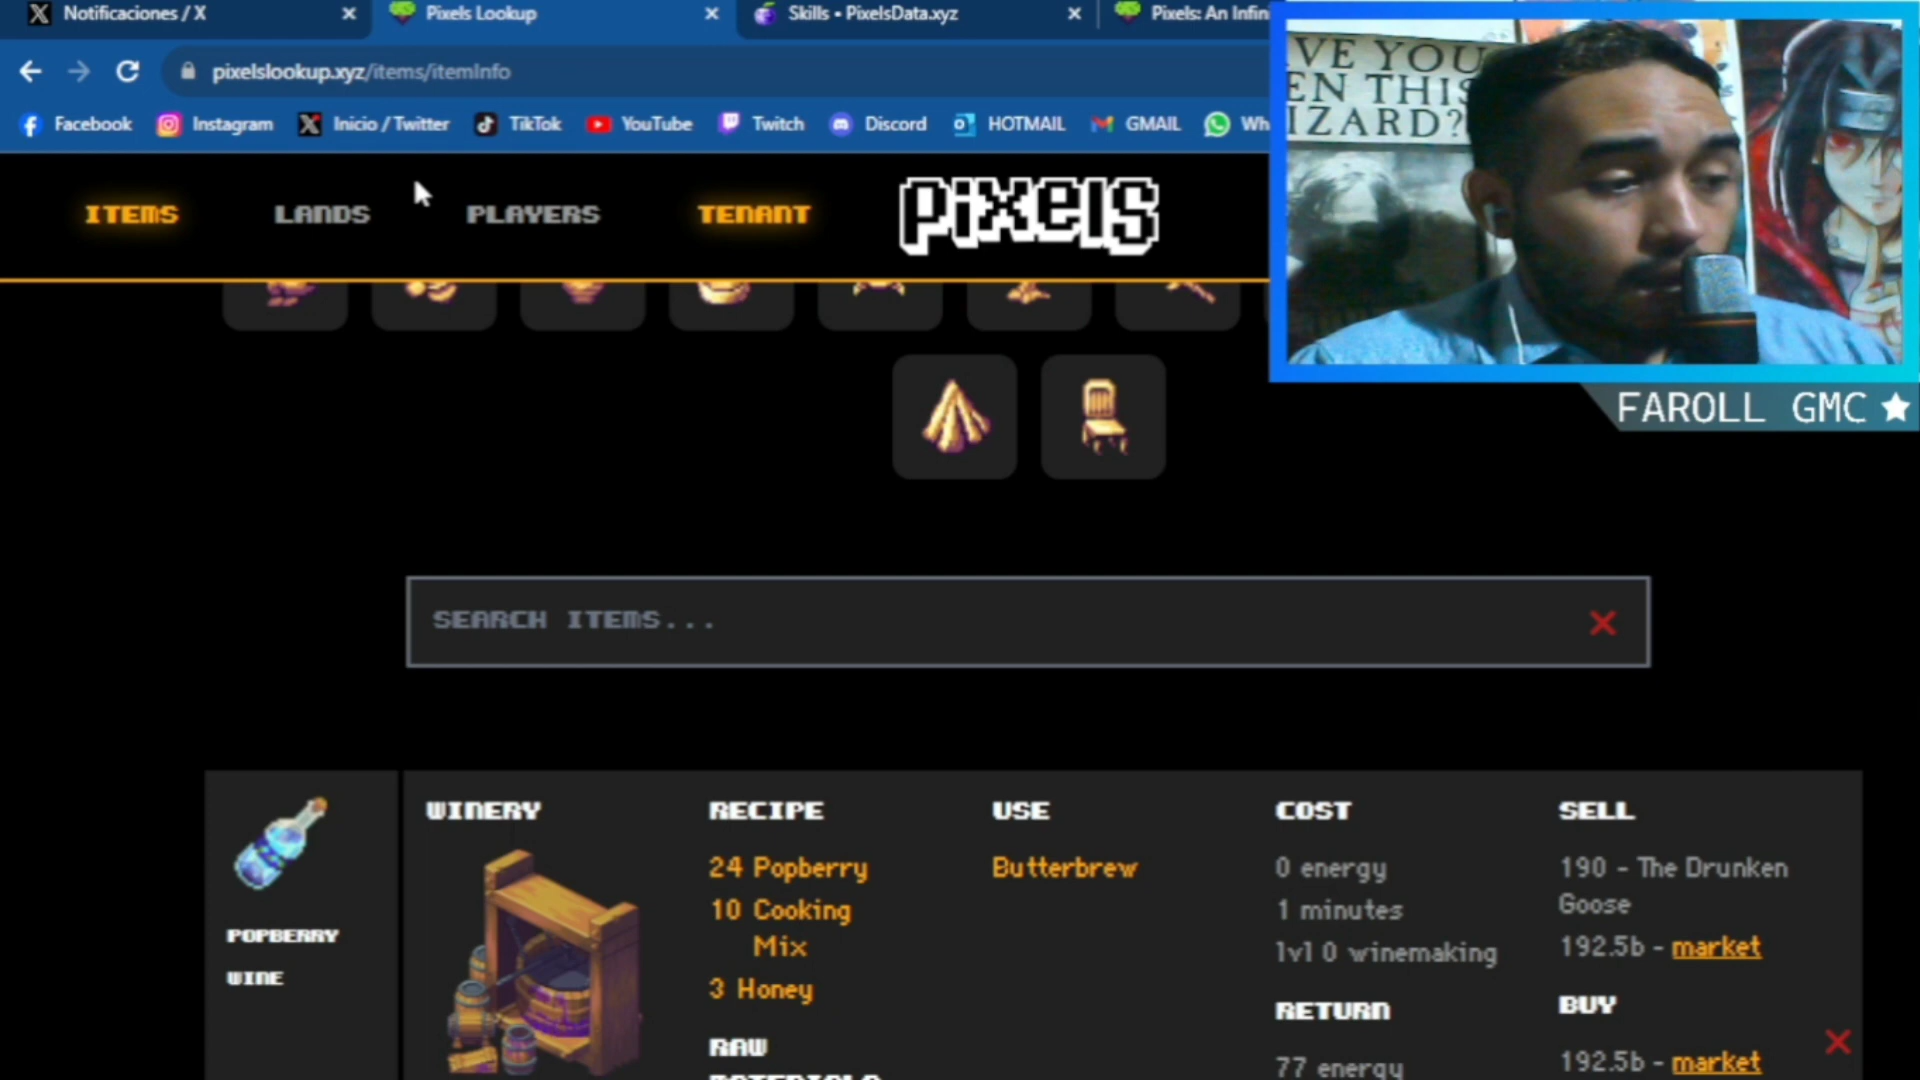 Notificaciones / X
Pixels Lookup
Skills • PixelsData.xyz
Pixels: An Infin
pixelslookup.xyz/items/itemInfo
Facebook
Instagram
Inicio / Twitter
TikTok
YouTube
Twitch
Discord
HOTMAIL
GMAIL
Wh
VE YOU
EN THIS
IZARD?
ITEMS
LANDS
PLAYERS
TENANT
pixels
FAROLL GMC
SEARCH ITEMS...
POPBERRY
WINE
WINERY
RECIPE
24 Popberry
10 Cooking
Mix
3 Honey
RAW
MATERIALS
USE
Butterbrew
COST
0 energy
1 minutes
lvl 0 winemaking
RETURN
77 energy
SELL
190 - The Drunken
Goose
192.5b - market
BUY
192.5b - market